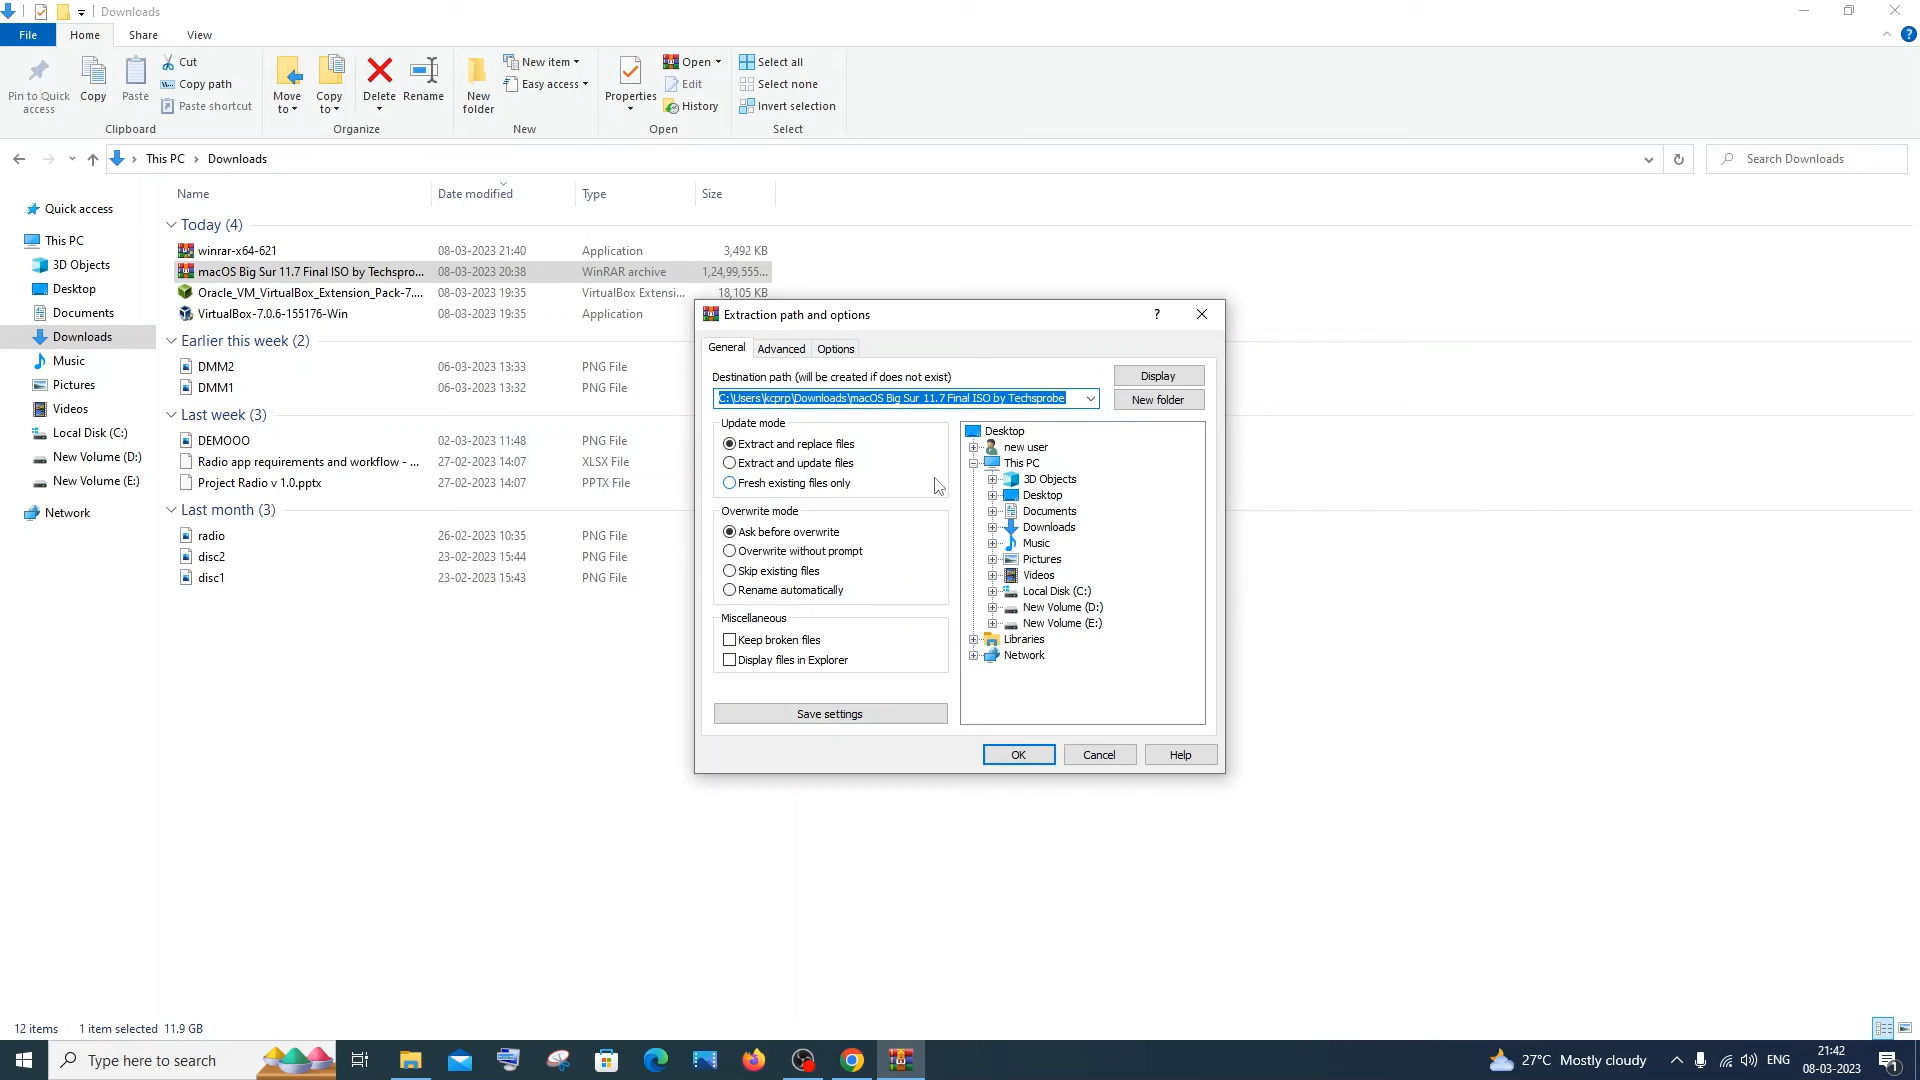 Downloads
File Home Share View
Pin to Quick access
Copy
Paste
Cut
Copy path
Paste shortcut
Clipboard
Move to
Copy to
Delete
Rename
Organize
New folder
New item
Easy access
New
Properties
Open
Edit
History
Open
Select all
Select none
Invert selection
Select
This PC > Downloads
Search Downloads
Quick access
This PC
3D Objects
Desktop
Documents
Downloads
Music
Pictures
Videos
Local Disk (C:)
New Volume (D:)
New Volume (E:)
Network
Name Date modified Type Size
Today (4)
winrar-x64-621 08-03-2023 21:40 Application 3,492 KB
macOS Big Sur 11.7 Final ISO by Techspro... 08-03-2023 20:38 WinRAR archive 1,24,99,555...
Oracle_VM_VirtualBox_Extension_Pack-7.... 08-03-2023 19:35 VirtualBox Extensi... 18,105 KB
VirtualBox-7.0.6-155176-Win 08-03-2023 19:35 Application
Earlier this week (2)
DMM2 06-03-2023 13:33 PNG File
DMM1 06-03-2023 13:32 PNG File
Last week (3)
DEMOOO 02-03-2023 11:48 PNG File
Radio app requirements and workflow - ... 27-02-2023 14:07 XLSX File
Project Radio v 1.0.pptx 27-02-2023 14:07 PPTX File
Last month (3)
radio 26-02-2023 10:35 PNG File
disc2 23-02-2023 15:44 PNG File
disc1 23-02-2023 15:43 PNG File
Extraction path and options ?
General Advanced Options
Destination path (will be created if does not exist)
C:\Users\kcprp\Downloads\macOS Big Sur 11.7 Final ISO by Techsprobe
Display
New folder
Update mode
Extract and replace files
Extract and update files
Fresh existing files only
Overwrite mode
Ask before overwrite
Overwrite without prompt
Skip existing files
Rename automatically
Miscellaneous
Keep broken files
Display files in Explorer
Save settings
Desktop
new user
This PC
3D Objects
Desktop
Documents
Downloads
Music
Pictures
Videos
Local Disk (C:)
New Volume (D:)
New Volume (E:)
Libraries
Network
OK Cancel Help
12 items 1 item selected 11.9 GB
Type here to search
27°C Mostly cloudy
ENG
21:42
08-03-2023
1